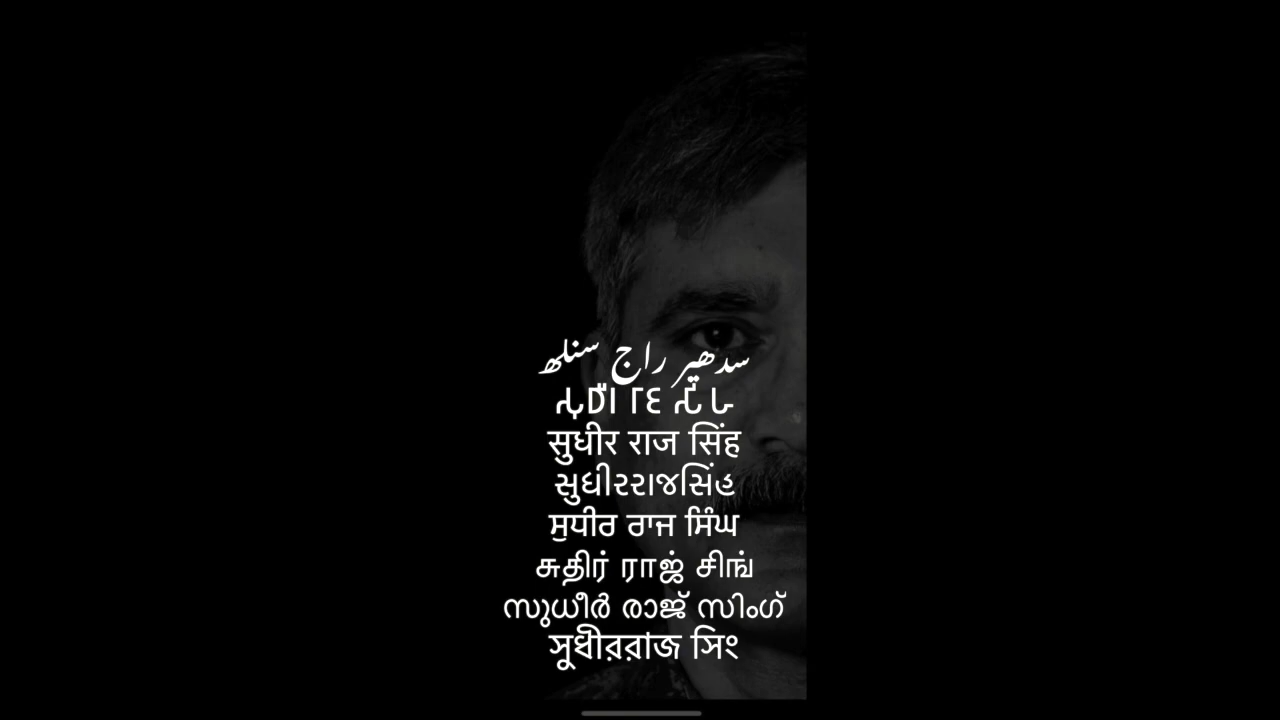 سدھیر راج سنلھ
सुधीर राज सिंह
સુધીરરાજસિંહ
ਸੁਧੀਰ ਰਾਜ ਸਿੰਘ
சுதிர் ராஜ் சிங்
സുധീർ രാജ് സിംഗ്
সুধীররাজ সিং